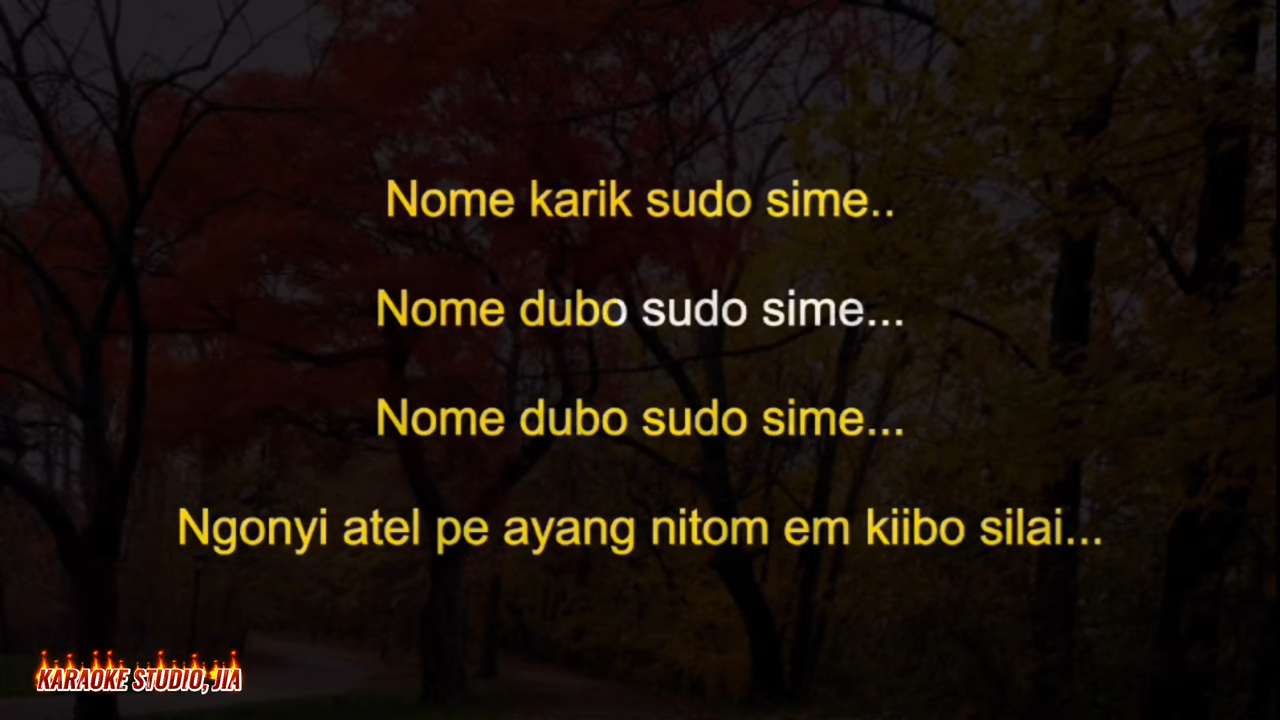 Nome karik sudo sime..
Nome dubo sudo sime...
Nome dubo sudo sime...
Ngonyi atel pe ayang nitom em kiibo silai...
KARAOKE STUDIO, JIA